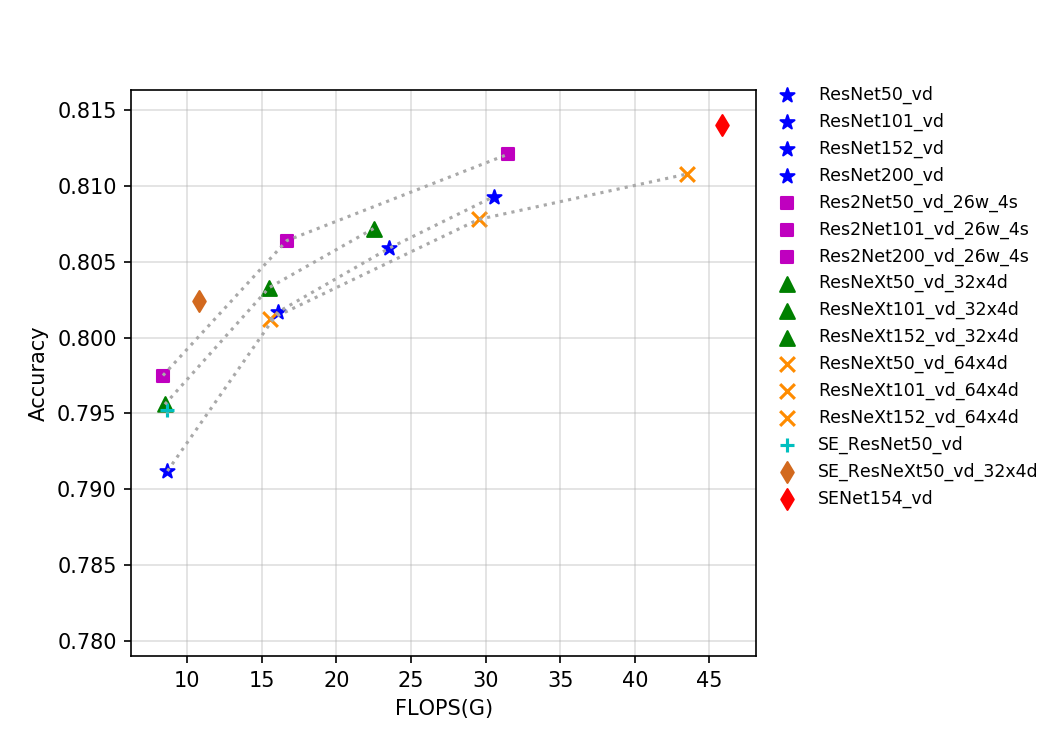 0.815
0.810
0.805
0.800
0.795
0.790
0.785
0.780
Accuracy
10 15 20 25 30 35 40 45
FLOPS(G)
ResNet50_vd
ResNet101_vd
ResNet152_vd
ResNet200_vd
Res2Net50_vd_26w_4s
Res2Net101_vd_26w_4s
Res2Net200_vd_26w_4s
ResNeXt50_vd_32x4d
ResNeXt101_vd_32x4d
ResNeXt152_vd_32x4d
ResNeXt50_vd_64x4d
ResNeXt101_vd_64x4d
ResNeXt152_vd_64x4d
SE_ResNet50_vd
SE_ResNeXt50_vd_32x4d
SENet154_vd